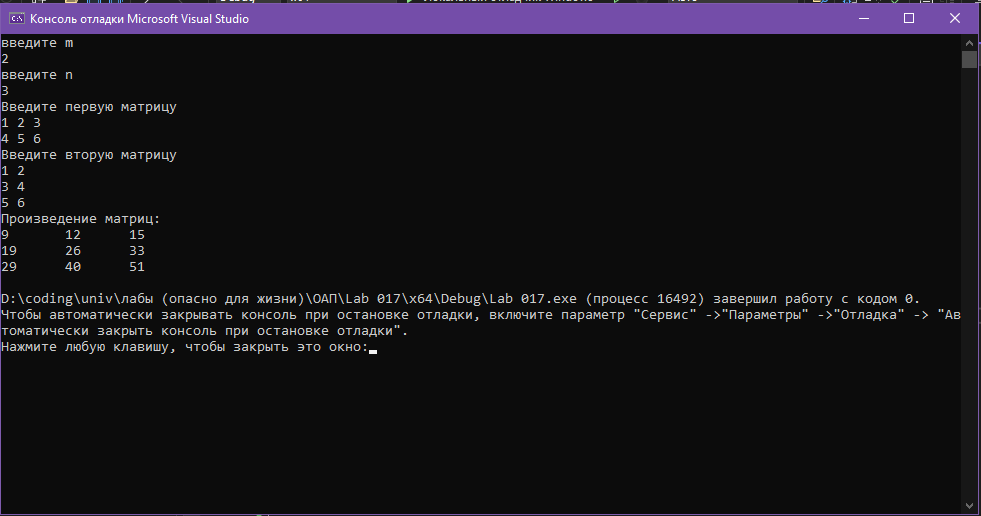 Консоль отладки Microsoft Visual Studio
введите m
2
введите n
3
Введите первую матрицу
1 2 3
4 5 6
Введите вторую матрицу
1 2
3 4
5 6
Произведение матриц:
9 12 15
19 26 33
29 40 51
D:\coding\univ\лабы (опасно для жизни)\ОАП\Lab 017\x64\Debug\Lab 017.exe (процесс 16492) завершил работу с кодом 0.
Чтобы автоматически закрывать консоль при остановке отладки, включите параметр "Сервис" ->"Параметры" ->"Отладка" -> "Ав
томатически закрыть консоль при остановке отладки".
Нажмите любую клавишу, чтобы закрыть это окно: